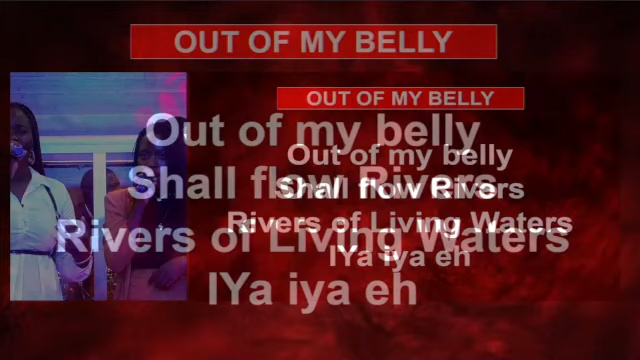 OUT OF MY BELLY
OUT OF MY BELLY
Out of my belly
Shall flow Rivers
Rivers of Living Waters
IYa iya eh
Out of my belly
Shall flow Rivers
Rivers of Living Waters
IYa iya eh